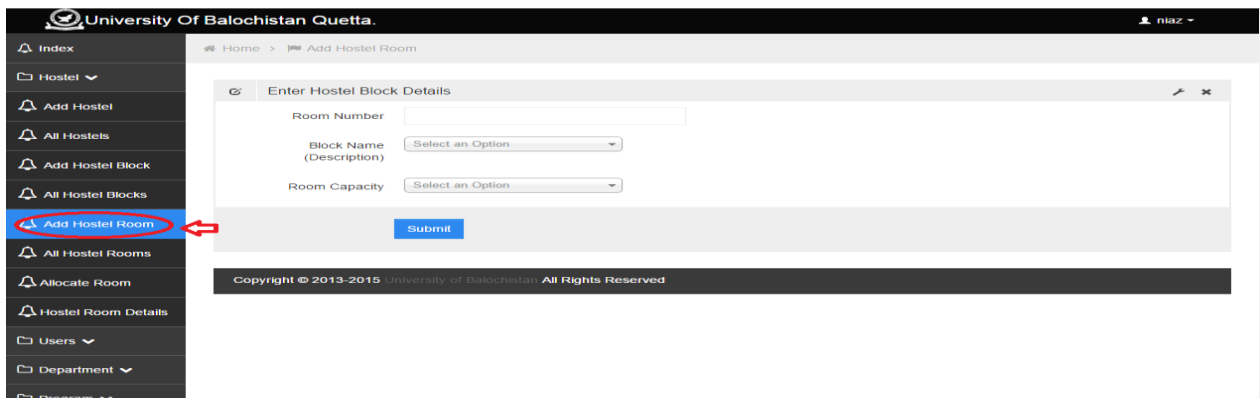 University Of Balochistan Quetta.
niaz
Index
Home > Add Hostel Room
Hostel
Add Hostel
All Hostels
Add Hostel Block
All Hostel Blocks
Add Hostel Room
All Hostel Rooms
Allocate Room
Hostel Room Details
Users
Department
Program
Enter Hostel Block Details
Room Number
Block Name Select an Option
(Description)
Room Capacity Select an Option
Submit
Copyright © 2013-2015 University of Balochistan All Rights Reserved